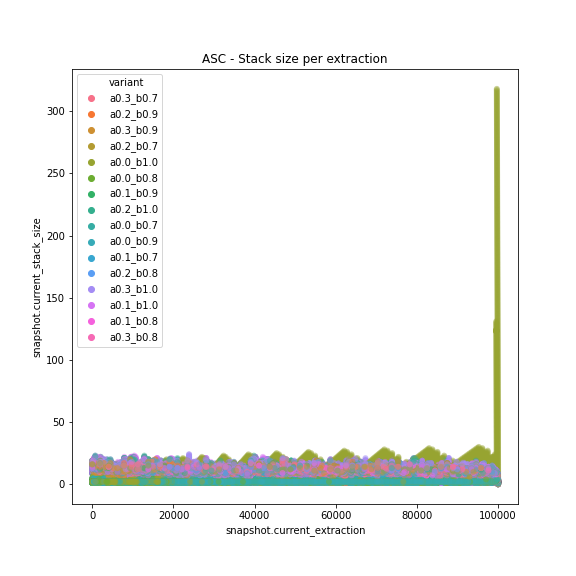 ASC - Stack size per extraction
variant
a0.3_b0.7
a0.2_b0.9
a0.3_b0.9
a0.2_b0.7
a0.0_b1.0
a0.0_b0.8
a0.1_b0.9
a0.2_b1.0
a0.0_b0.7
a0.0_b0.9
a0.1_b0.7
a0.2_b0.8
a0.3_b1.0
a0.1_b1.0
a0.1_b0.8
a0.3_b0.8
snapshot.current_stack_size
300
250
200
150
100
50
0
0 20000 40000 60000 80000 100000
snapshot.current_extraction